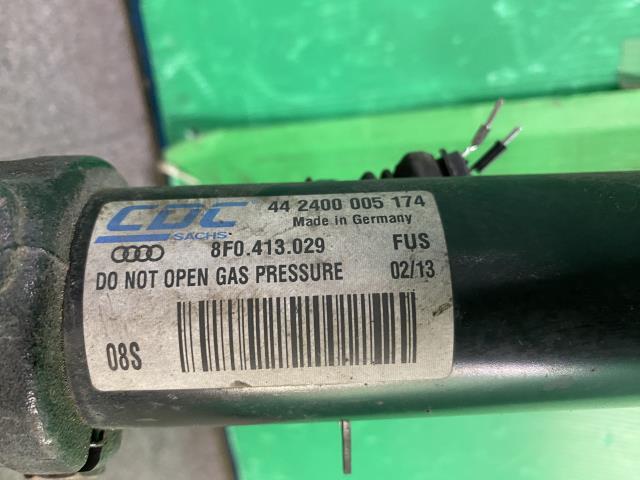 CDC 44 2400 005 174
SACHS Made in Germany
8F0.413.029 FUS
DO NOT OPEN GAS PRESSURE 02/13
08S